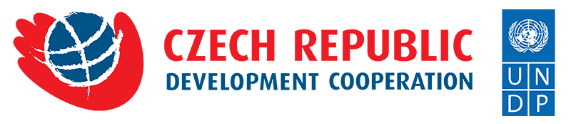 CZECH REPUBLIC
DEVELOPMENT COOPERATION
U N
D P